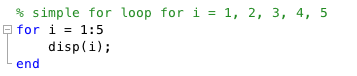 % simple for loop for i = 1, 2, 3, 4, 5
for i = 1:5
    disp(i);
end